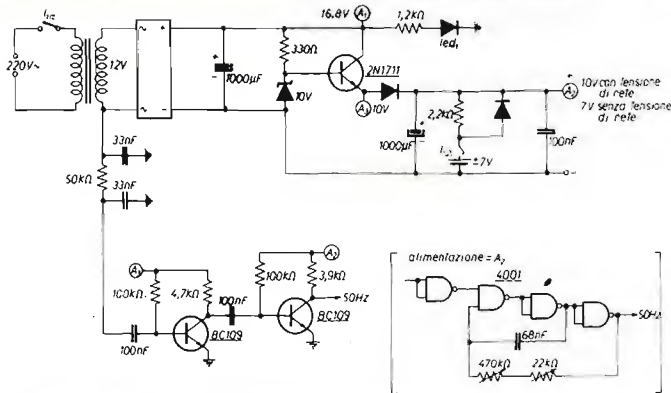 I1/2
220V~
12V
1000µF
+
-
16.8V
A1
330Ω
10V
2N1711
1,2kΩ
led1
A3
10V
1000µF
+
2,2kΩ
±7V
100nF
+
A2
10V con tensione
di rete
7V senza tensione
di rete
-
33nF
50kΩ
33nF
100kΩ
4,7kΩ
100nF
BC109
100nF
100kΩ
A2
3,9kΩ
50Hz
BC109
alimentazione = A2
4001
50Hz
68nF
470kΩ
22kΩ